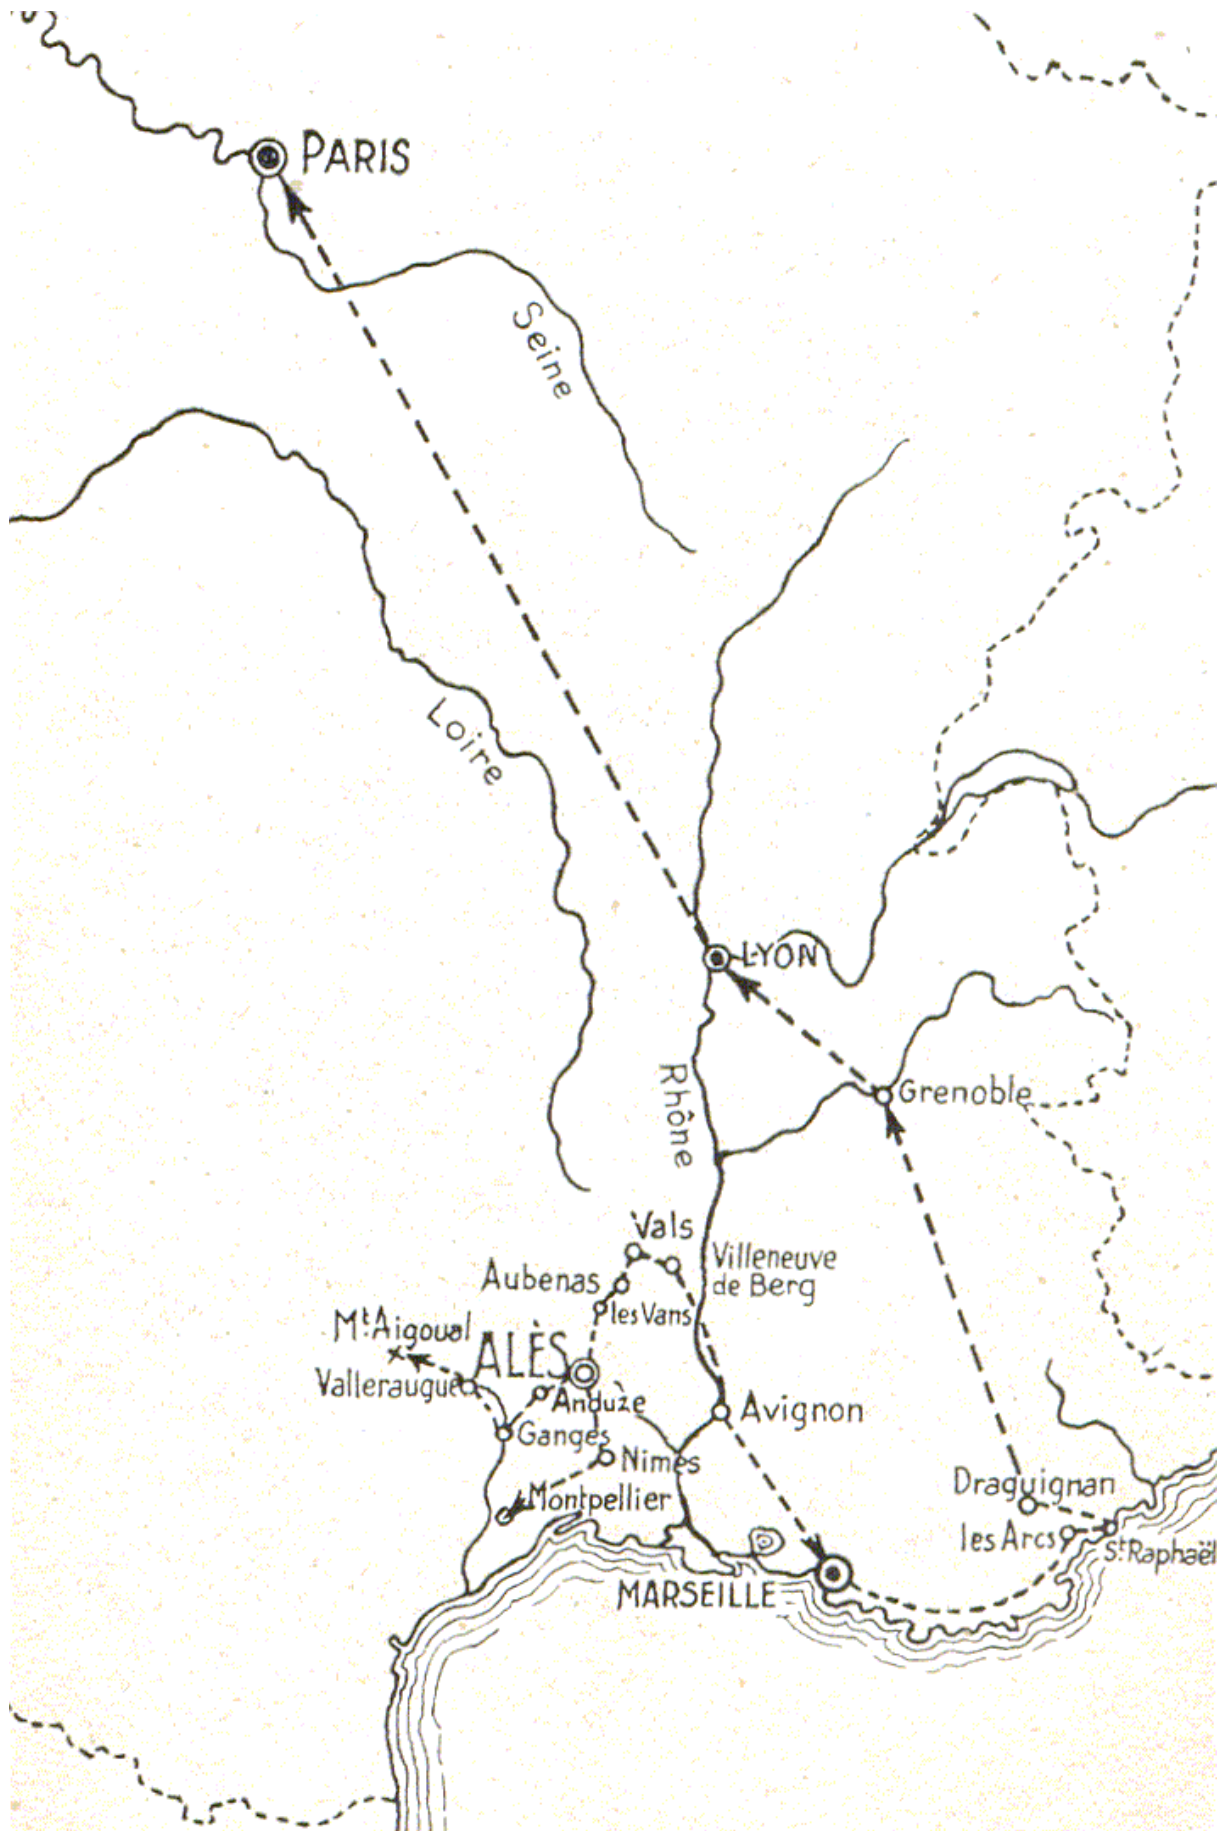 PARIS
Seine
Loire
LYON
Rhône
Grenoble
Vals
Villeneuve
de Berg
Aubenas
les Vans
Mt. Aigoual
ALÈS
Valleraugue
Anduze
Avignon
Ganges
Nimes
Draguignan
Montpellier
les Arcs
St. Raphaël
MARSEILLE